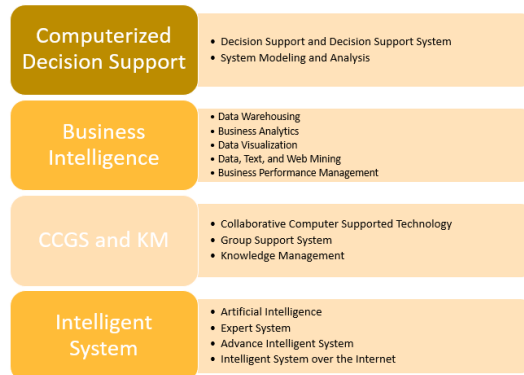 Computerized
Decision Support
• Decision Support and Decision Support System
• System Modeling and Analysis
Business
Intelligence
• Data Warehousing
• Business Analytics
• Data Visualization
• Data, Text, and Web Mining
• Business Performance Management
CCGS and KM
• Collaborative Computer Supported Technology
• Group Support System
• Knowledge Management
Intelligent
System
• Artificial Intelligence
• Expert System
• Advance Intelligent System
• Intelligent System over the Internet